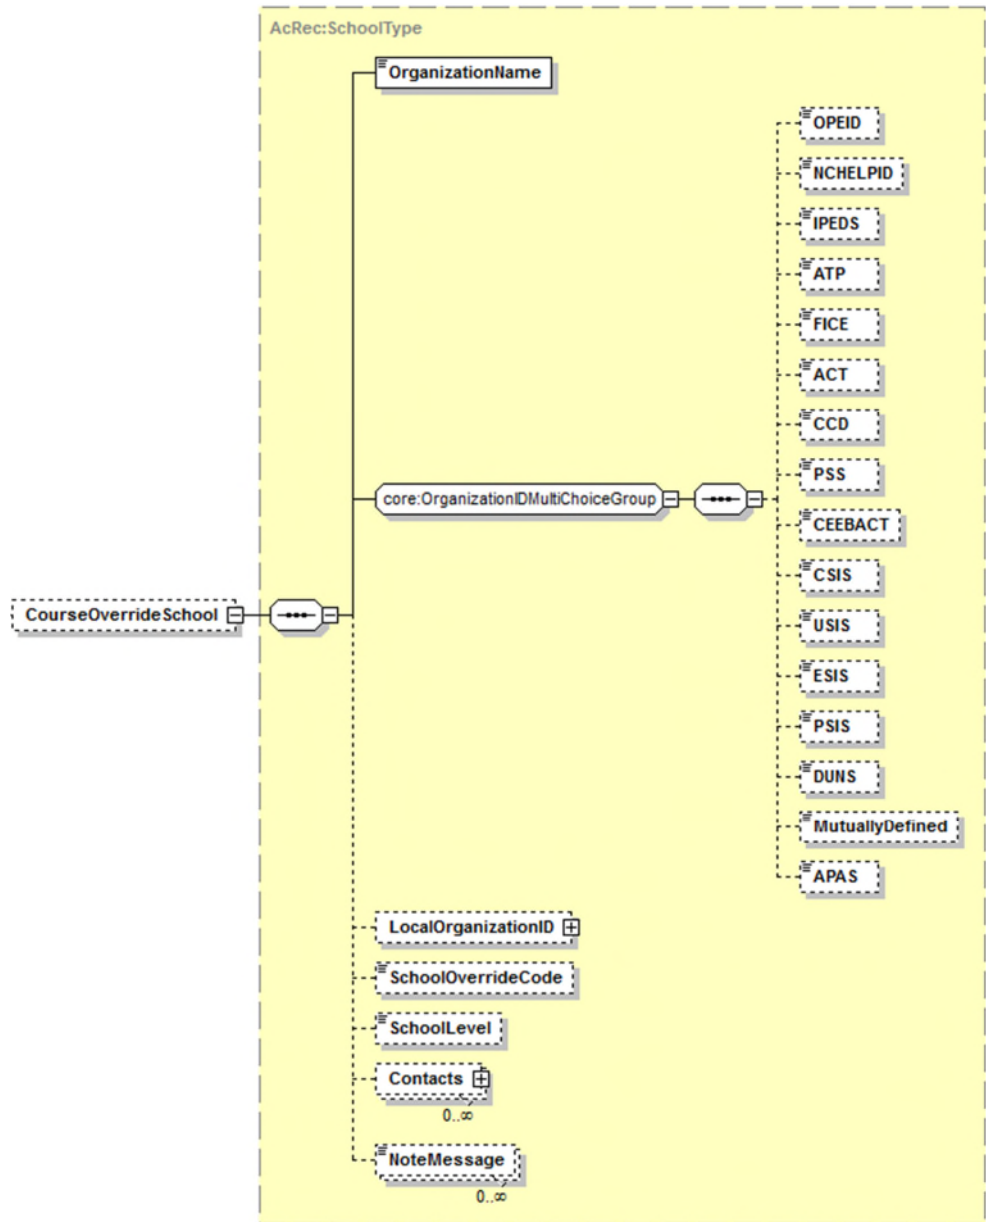 AcRec:SchoolType
OrganizationName
OPEID
NCHELPID
IPEDS
ATP
FICE
ACT
CCD
PSS
core:OrganizationIDMultiChoiceGroup
CEEBACT
CSIS
CourseOverrideSchool
USIS
ESIS
PSIS
DUNS
MutuallyDefined
APAS
LocalOrganizationID
SchoolOverrideCode
SchoolLevel
Contacts
0..∞
NoteMessage
0..∞